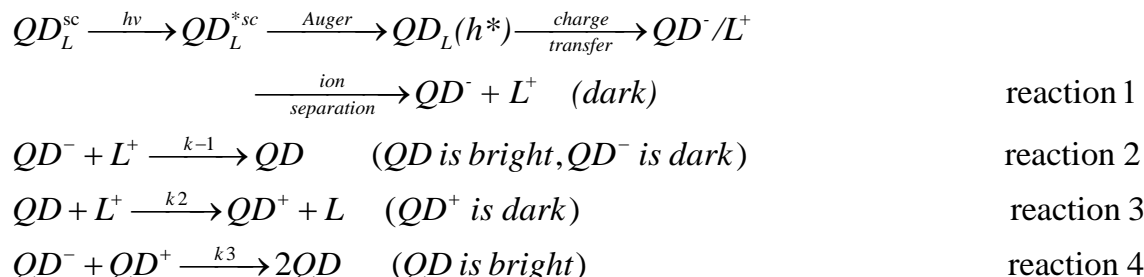 QD_L^sc —hν→ QD_L^*sc —Auger→ QD_L(h*) —charge transfer→ QD^-/L^+
—ion separation→ QD^- + L^+ (dark) reaction 1
QD^- + L^+ —k-1→ QD (QD is bright, QD^- is dark) reaction 2
QD + L^+ —k2→ QD^+ + L (QD^+ is dark) reaction 3
QD^- + QD^+ —k3→ 2QD (QD is bright) reaction 4